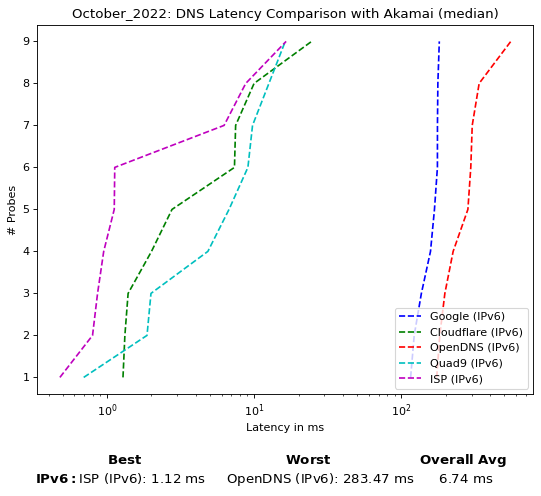 October_2022: DNS Latency Comparison with Akamai (median)
9
8
7
6
5
4
3
2
1
# Probes
Google (IPv6)
Cloudflare (IPv6)
OpenDNS (IPv6)
Quad9 (IPv6)
ISP (IPv6)
10⁰ 10¹ 10²
Latency in ms
Best Worst Overall Avg
IPv6: ISP (IPv6): 1.12 ms OpenDNS (IPv6): 283.47 ms 6.74 ms